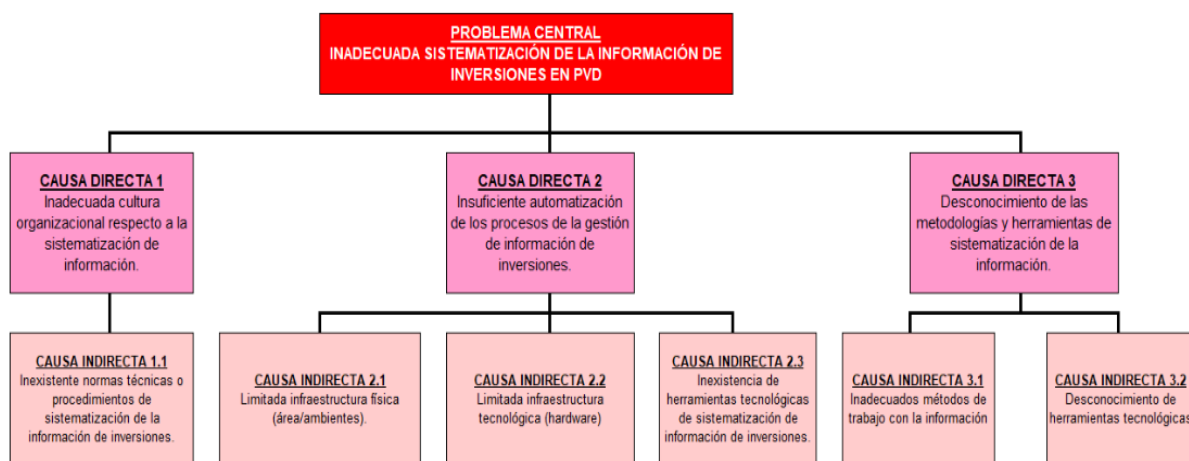 PROBLEMA CENTRAL
INADECUADA SISTEMATIZACIÓN DE LA INFORMACIÓN DE
INVERSIONES EN PVD
CAUSA DIRECTA 1
Inadecuada cultura
organizacional respecto a la
sistematización de
información.
CAUSA DIRECTA 2
Insuficiente automatización
de los procesos de la gestión
de información de
inversiones.
CAUSA DIRECTA 3
Desconocimiento de las
metodologías y herramientas de
sistematización de la
información.
CAUSA INDIRECTA 1.1
Inexistente normas técnicas o
procedimientos de
sistematización de la
información de inversiones.
CAUSA INDIRECTA 2.1
Limitada infraestructura física
(área/ambientes).
CAUSA INDIRECTA 2.2
Limitada infraestructura
tecnológica (hardware)
CAUSA INDIRECTA 2.3
Inexistencia de
herramientas tecnológicas
de sistematización de
información de inversiones.
CAUSA INDIRECTA 3.1
Inadecuados métodos de
trabajo con la información
CAUSA INDIRECTA 3.2
Desconocimiento de
herramientas tecnológicas